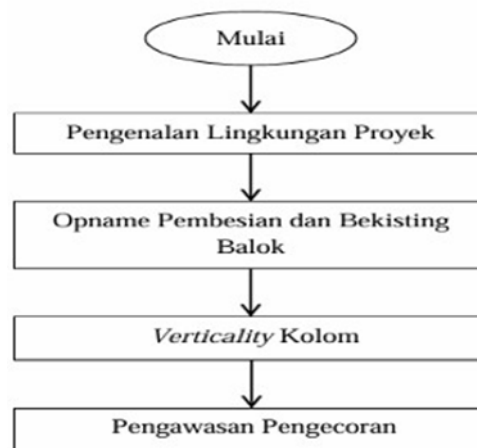 Mulai
Pengenalan Lingkungan Proyek
Opname Pembesian dan Bekisting
Balok
Verticality Kolom
Pengawasan Pengecoran